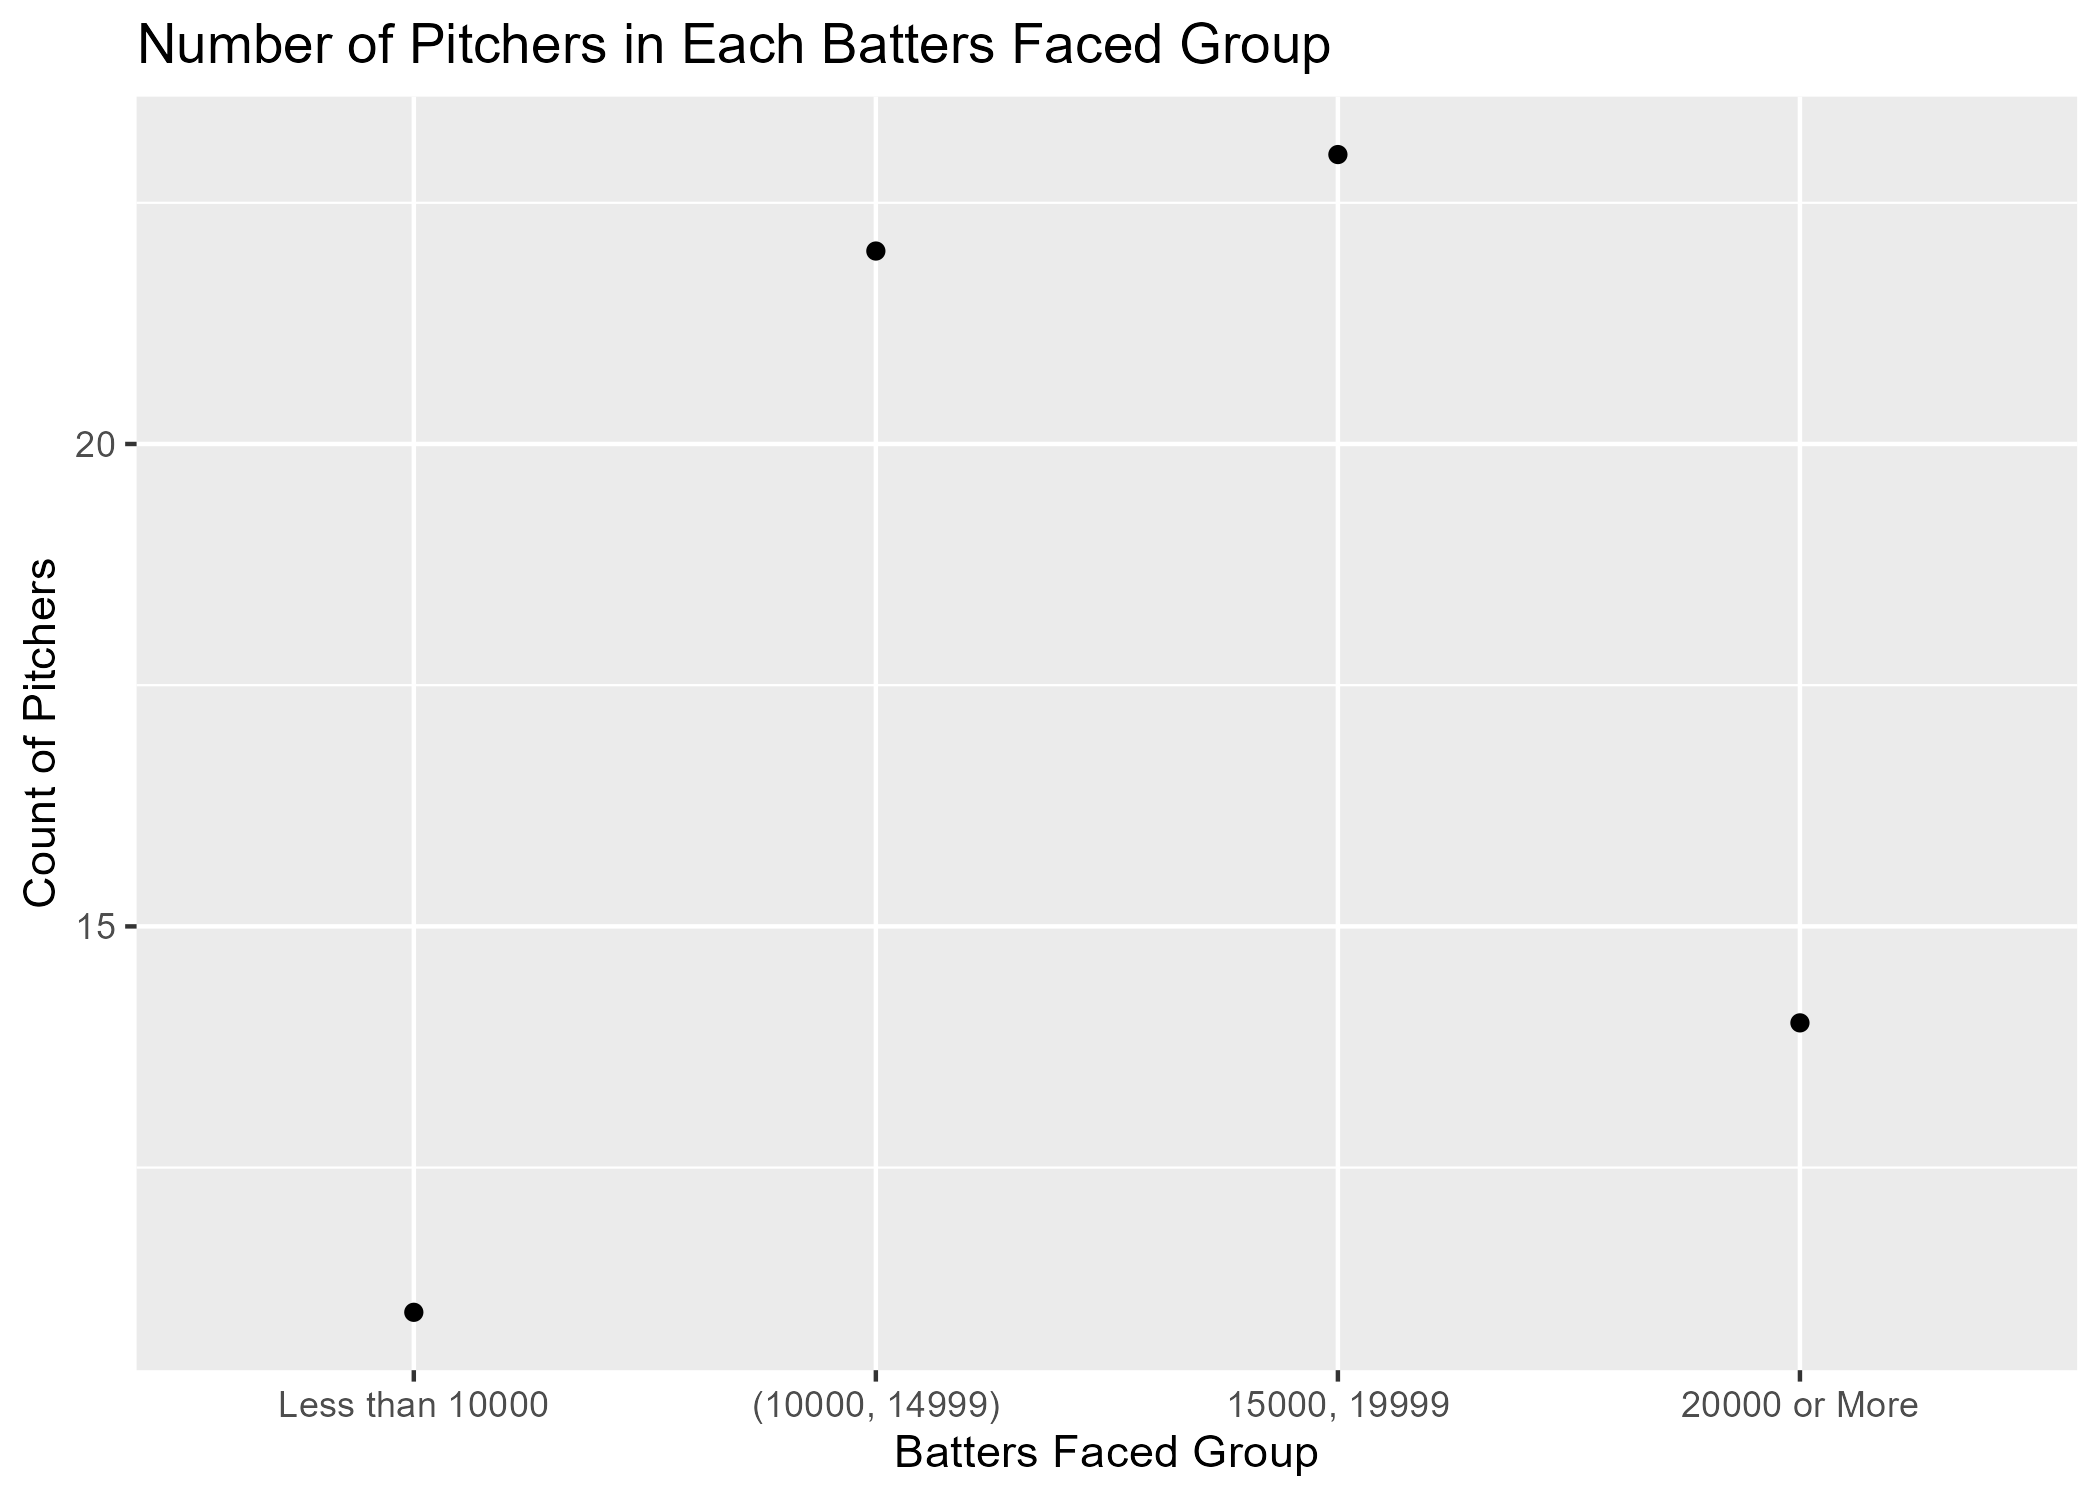 Number of Pitchers in Each Batters Faced Group
Count of Pitchers
20
15
Less than 10000
(10000, 14999)
15000, 19999
20000 or More
Batters Faced Group